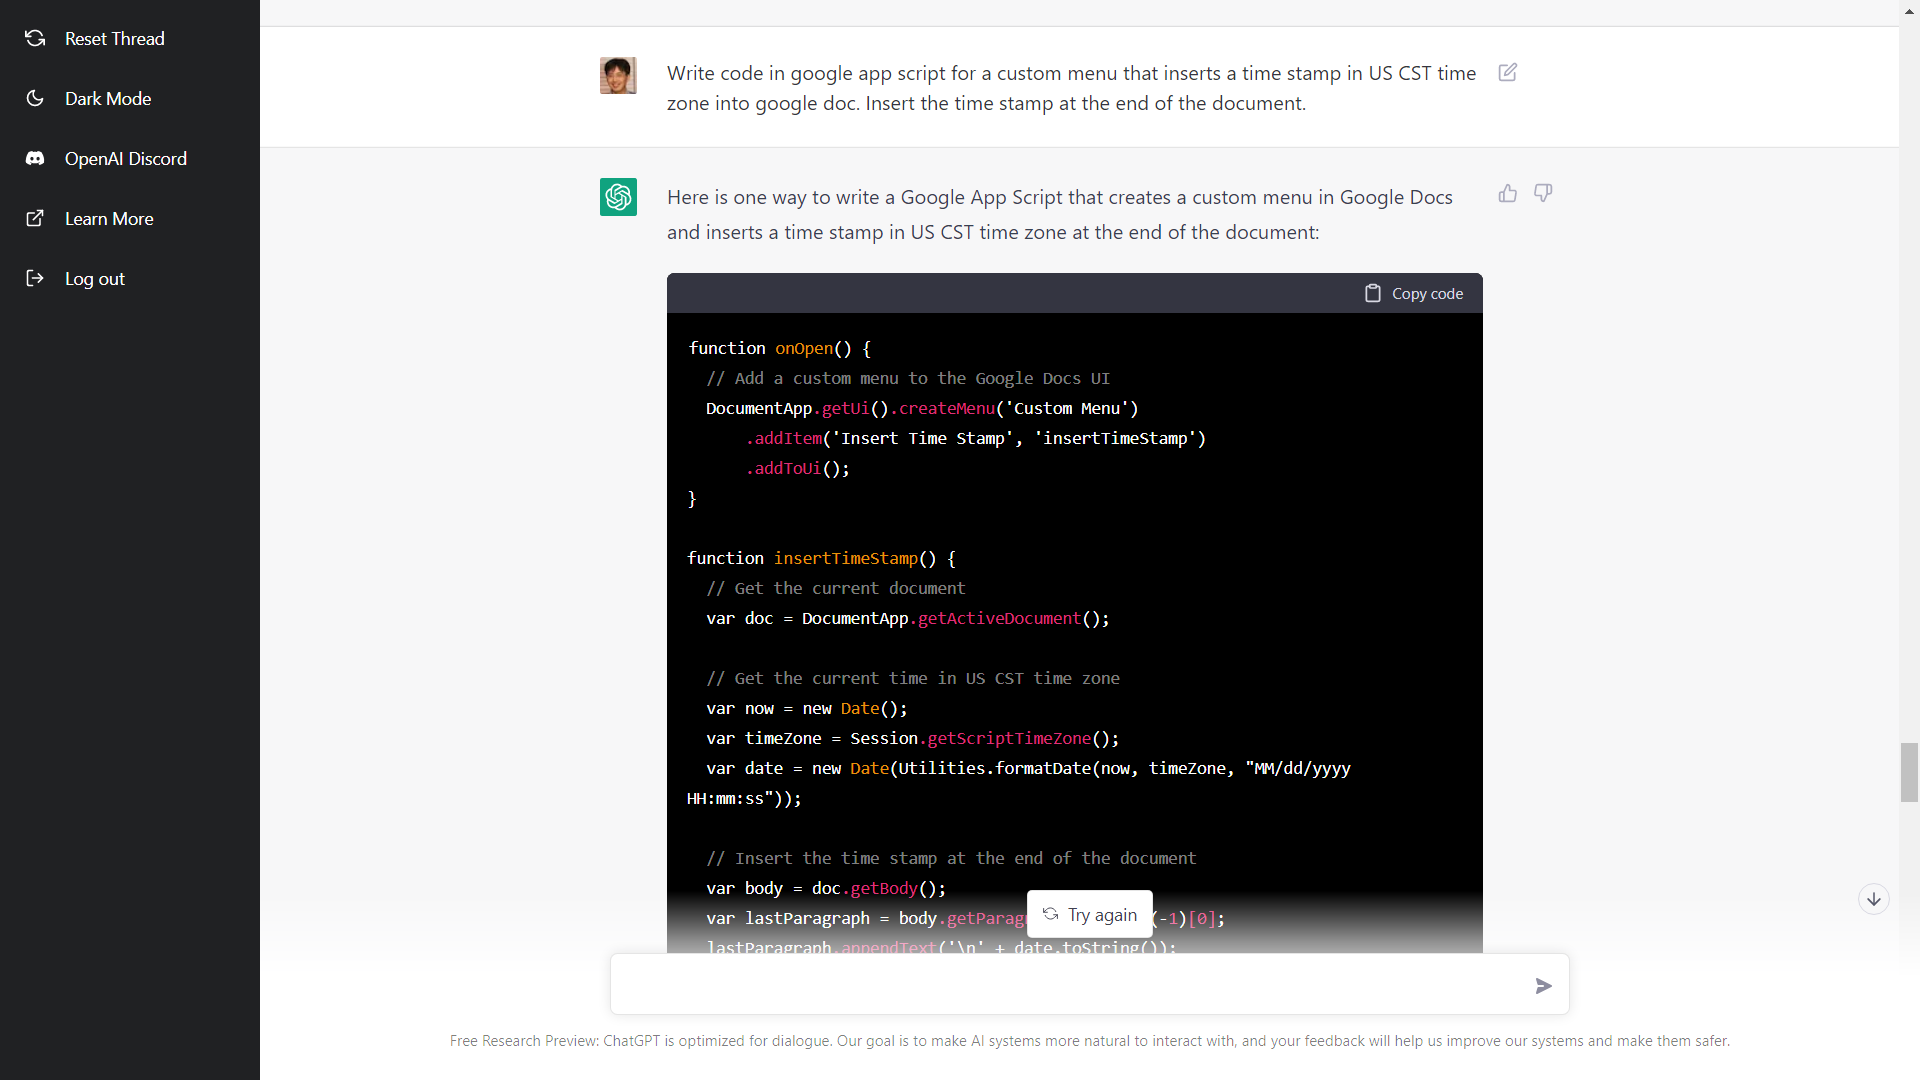 Reset Thread
Dark Mode
OpenAI Discord
Learn More
Log out
Write code in google app script for a custom menu that inserts a time stamp in US CST time
zone into google doc. Insert the time stamp at the end of the document.
Here is one way to write a Google App Script that creates a custom menu in Google Docs
and inserts a time stamp in US CST time zone at the end of the document:
Copy code
function onOpen() {
  // Add a custom menu to the Google Docs UI
  DocumentApp.getUi().createMenu('Custom Menu')
      .addItem('Insert Time Stamp', 'insertTimeStamp')
      .addToUi();
}
function insertTimeStamp() {
  // Get the current document
  var doc = DocumentApp.getActiveDocument();
  // Get the current time in US CST time zone
  var now = new Date();
  var timeZone = Session.getScriptTimeZone();
  var date = new Date(Utilities.formatDate(now, timeZone, "MM/dd/yyyy
HH:mm:ss"));
  // Insert the time stamp at the end of the document
  var body = doc.getBody();
  var lastParagraph = body.getParag (-1)[0];
  lastParagraph.appendText('\n' + date.toString());
Try again
Free Research Preview: ChatGPT is optimized for dialogue. Our goal is to make AI systems more natural to interact with, and your feedback will help us improve our systems and make them safer.